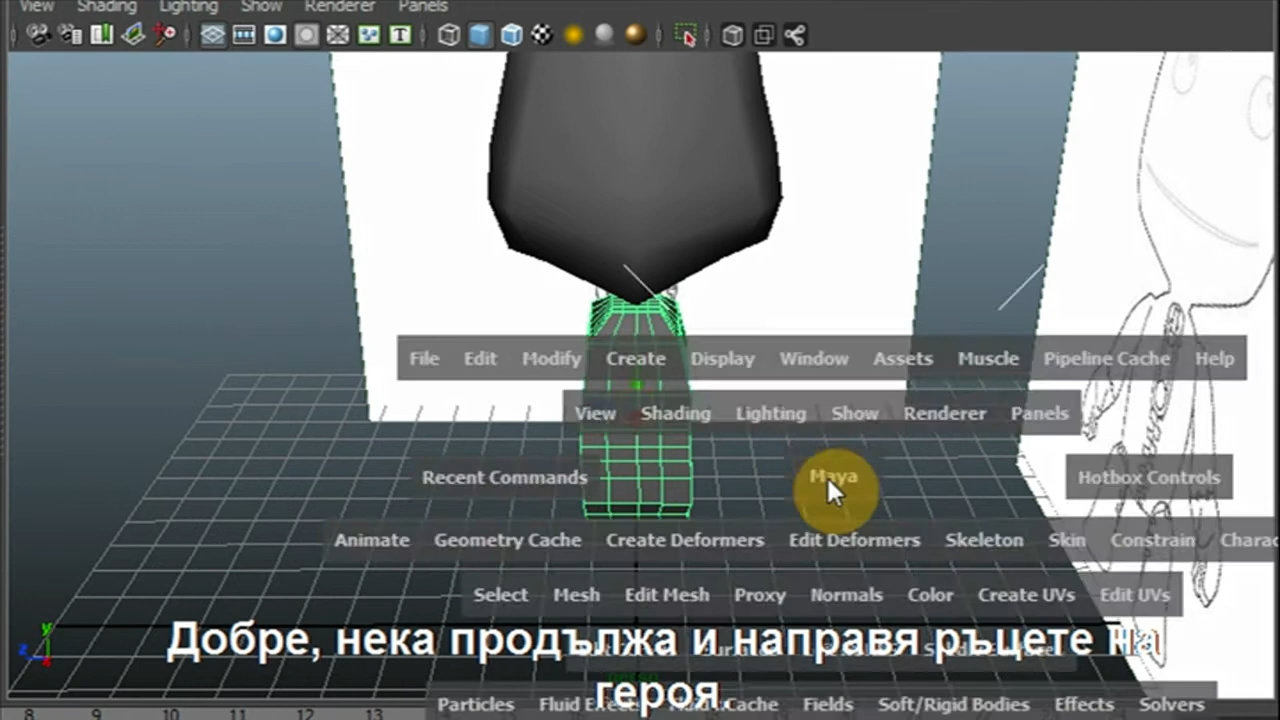 View Shading Lighting Show Renderer Panels
File Edit Modify Create Display Window Assets Muscle Pipeline Cache Help
View Shading Lighting Show Renderer Panels
Recent Commands Maya Hotbox Controls
Animate Geometry Cache Create Deformers Edit Deformers Skeleton Skin Constrain
Select Mesh Edit Mesh Proxy Normals Color Create UVs Edit UVs
Добре, нека продължа и направя ръцете на
героя.
Particles Fluid Cache Fields Soft/Rigid Bodies Effects Solvers
8 9 10 11 12 13